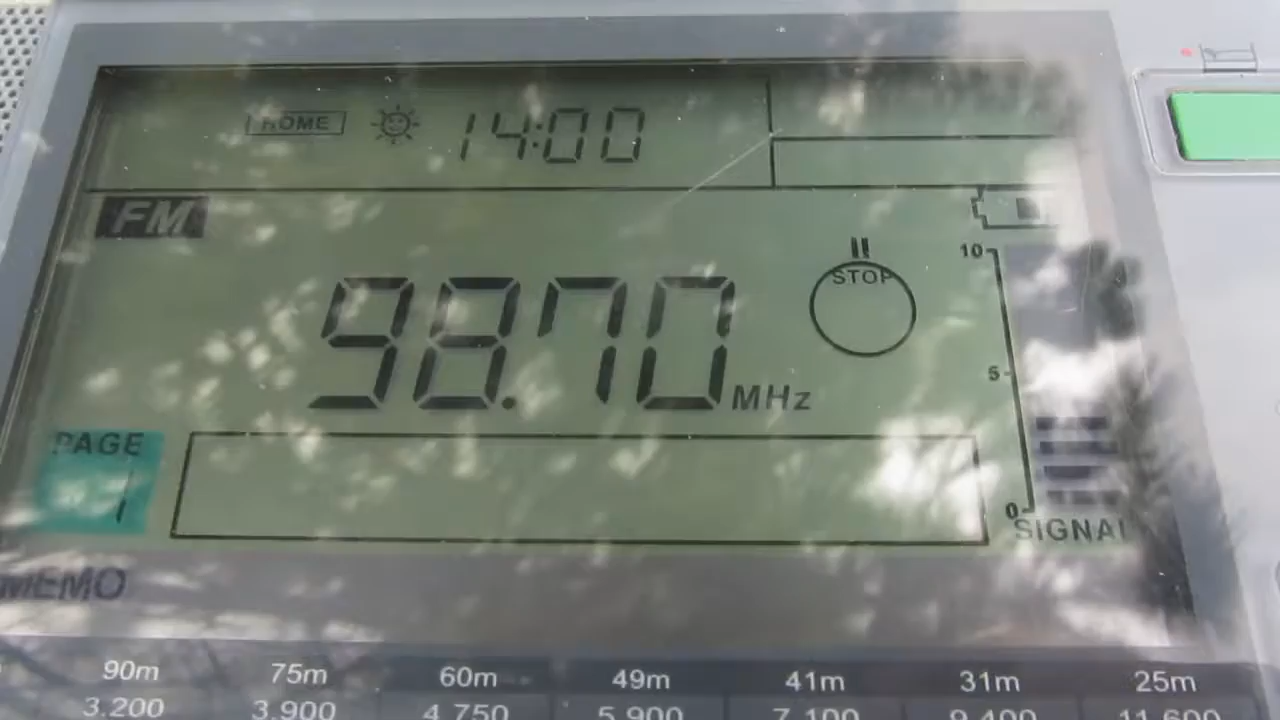 HOME 14:00
FM
10
STOP
98.70 MHz
5
PAGE
1
0
SIGNAL
MEMO
90m 75m 60m 49m 41m 31m 25m
3.200 3.900 4.750 5.900 7.100 9.400 11.600